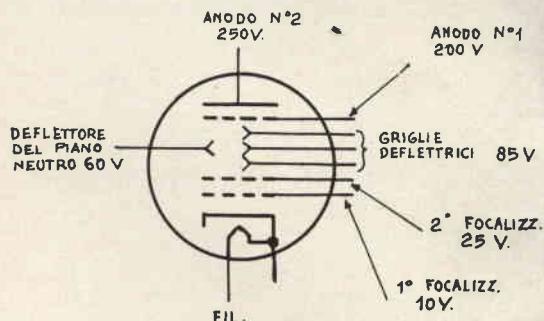 ANODO N°2
250V.
ANODO N°1
200 V
DEFLETTORE
DEL PIANO
NEUTRO 60 V
GRIGLIE
DEFLETTRICI 85 V
2° FOCALIZZ.
25 V.
1° FOCALIZZ.
10V.
FIL.